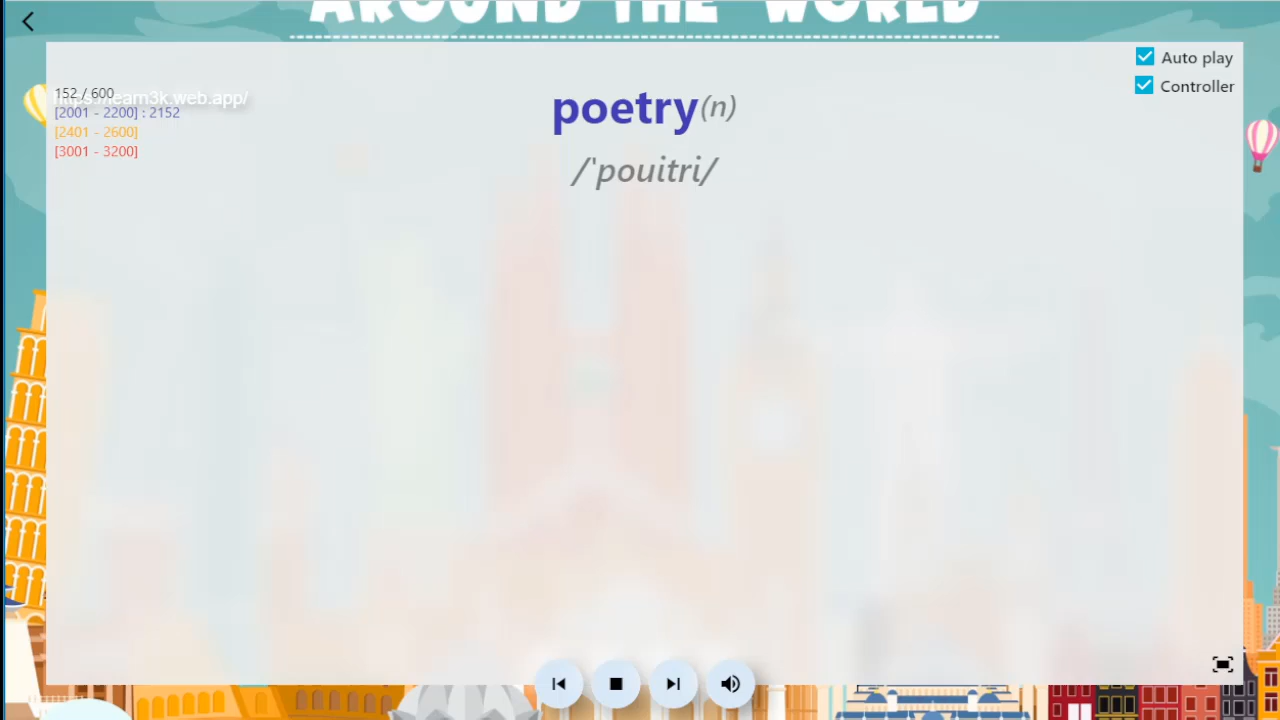 AROUND THE WORLD
Auto play
Controller
152 / 600
https://learn3k.web.app/
[2001 - 2200] : 2152
[2401 - 2600]
[3001 - 3200]
poetry(n)
/'pouitri/